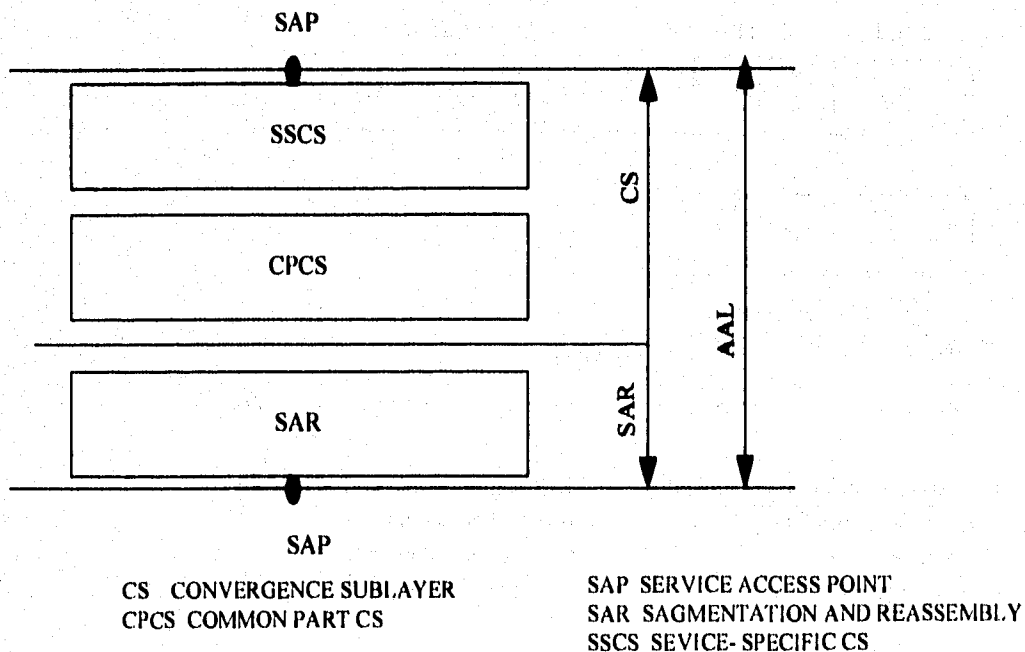 SAP
SSCS
CS
CPCS
AAL
SAR
SAR
SAP
CS CONVERGENCE SUBLAYER
CPCS COMMON PART CS
SAP SERVICE ACCESS POINT
SAR SAGMENTATION AND REASSEMBLY
SSCS SEVICE- SPECIFIC CS